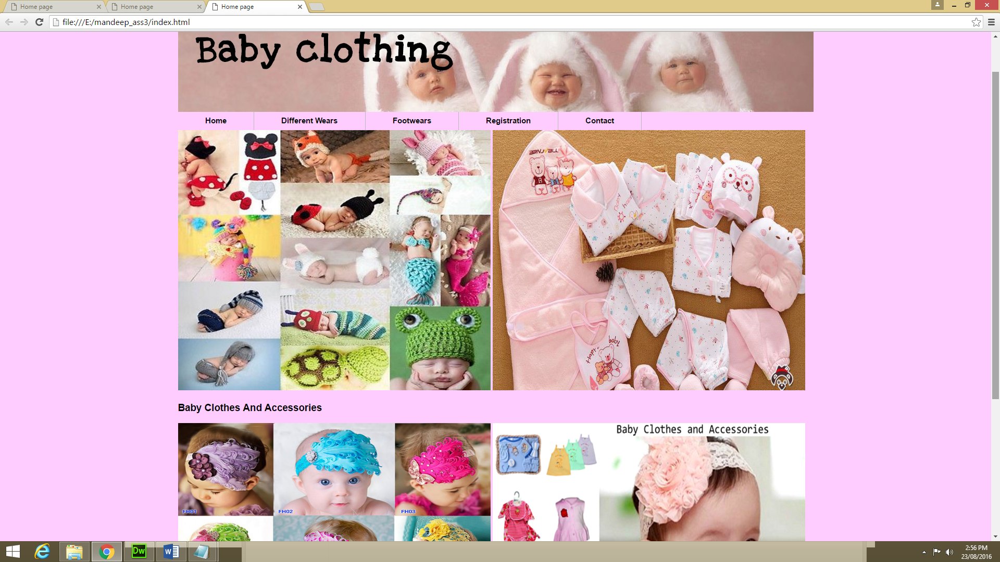 Home page
Home page
Home page
file:///E:/mandeep_ass3/index.html
Baby clothing
Home
Different Wears
Footwears
Registration
Contact
Happy
baby
Baby Clothes And Accessories
FH01
FH02
FH03
Baby Clothes and Accessories
Dw
W
2:56 PM
23/08/2016